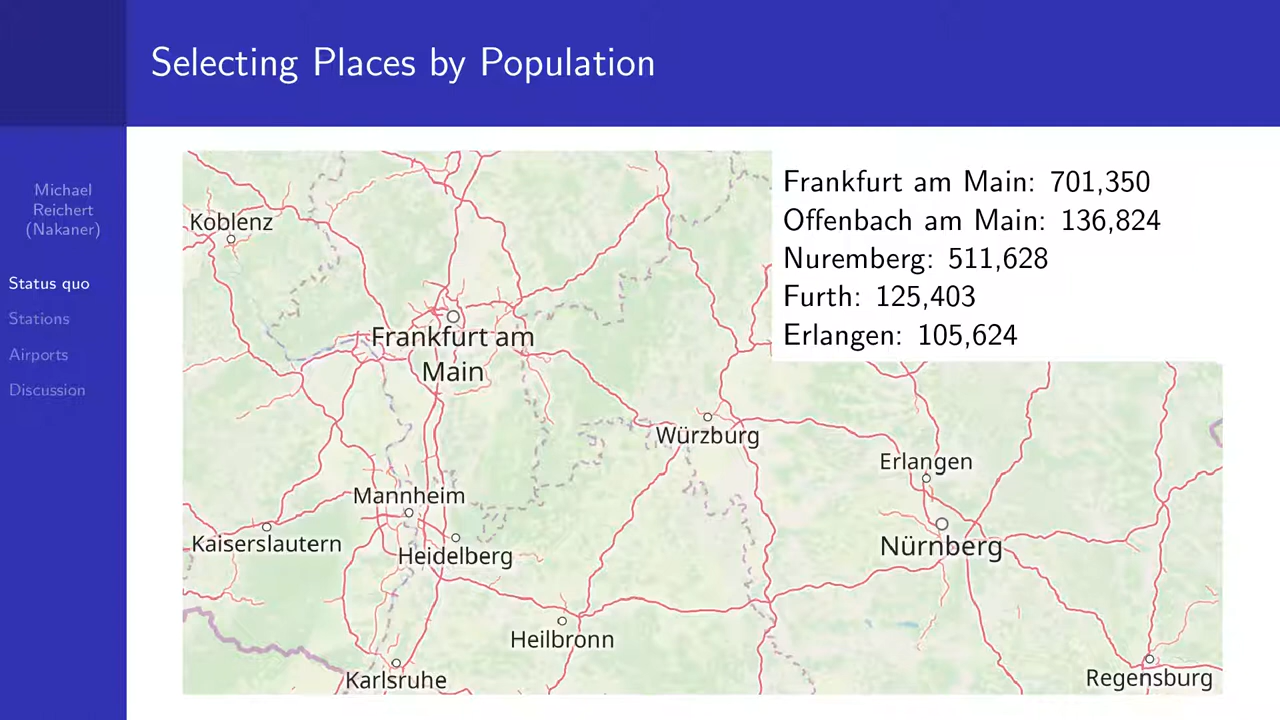 Selecting Places by Population
Michael
Reichert
(Nakaner)
Status quo
Stations
Airports
Discussion
Frankfurt am Main: 701,350
Offenbach am Main: 136,824
Nuremberg: 511,628
Furth: 125,403
Erlangen: 105,624
Koblenz
Frankfurt am
Main
Würzburg
Erlangen
Mannheim
Kaiserslautern
Heidelberg
Nürnberg
Heilbronn
Karlsruhe
Regensburg